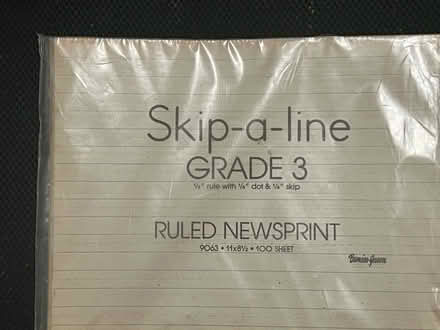 Skip-a-line
GRADE 3
½" rule with ¼" dot & ¼" skip
RULED NEWSPRINT
9063 • 11x8½ • 100 SHEET